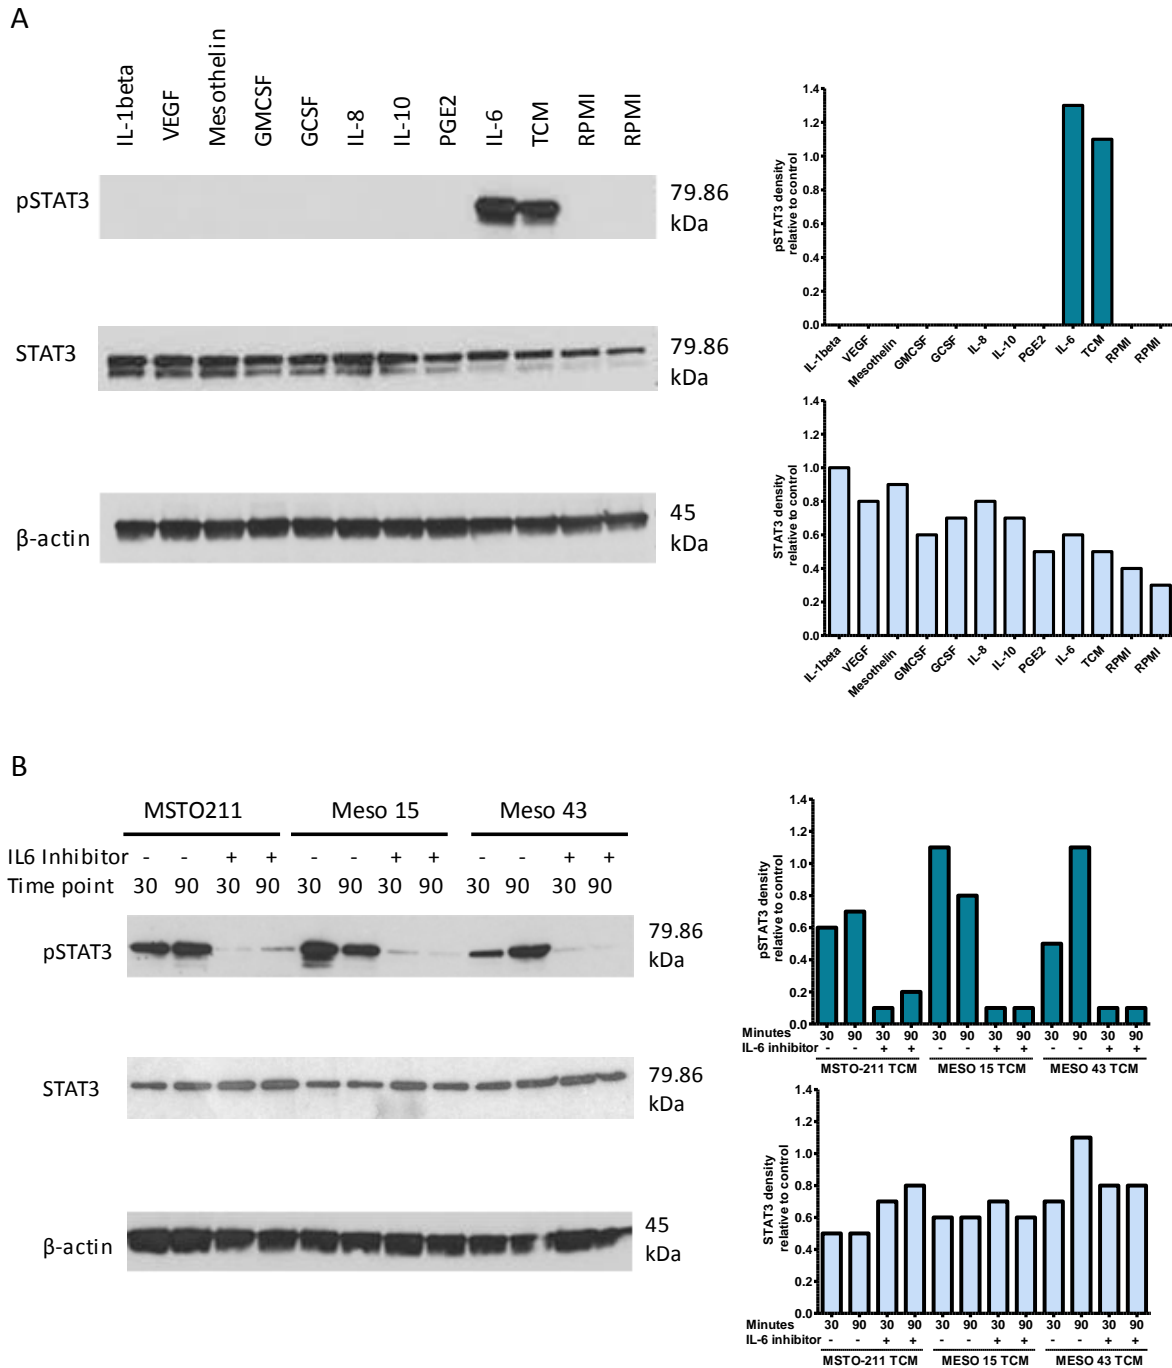 A
IL-1beta
VEGF
Mesothelin
GMCSF
GCSF
IL-8
IL-10
PGE2
IL-6
TCM
RPMI
RPMI
pSTAT3
79.86
kDa
STAT3
79.86
kDa
β-actin
45
kDa
pSTAT3 density
relative to control
1.4
1.2
1.0
0.8
0.6
0.4
0.2
0.0
IL-1beta
VEGF
Mesothelin
GMCSF
GCSF
IL-8
IL-10
PGE2
IL-6
TCM
RPMI
RPMI
STAT3 density
relative to control
1.4
1.2
1.0
0.8
0.6
0.4
0.2
0.0
IL-1beta
VEGF
Mesothelin
GMCSF
GCSF
IL-8
IL-10
PGE2
IL-6
TCM
RPMI
RPMI
B
MSTO211 Meso 15 Meso 43
IL6 Inhibitor - - + + - - + + - - + +
Time point 30 90 30 90 30 90 30 90 30 90 30 90
pSTAT3
79.86
kDa
STAT3
79.86
kDa
β-actin
45
kDa
pSTAT3 density
relative to control
1.4
1.2
1.0
0.8
0.6
0.4
0.2
0.0
Minutes 30 90 30 90 30 90 30 90 30 90 30 90
IL-6 inhibitor - - + + - - + + - - + +
MSTO-211 TCM MESO 15 TCM MESO 43 TCM
STAT3 density
relative to control
1.4
1.2
1.0
0.8
0.6
0.4
0.2
0.0
Minutes 30 90 30 90 30 90 30 90 30 90 30 90
IL-6 inhibitor - - + + - - + + - - + +
MSTO-211 TCM MESO 15 TCM MESO 43 TCM